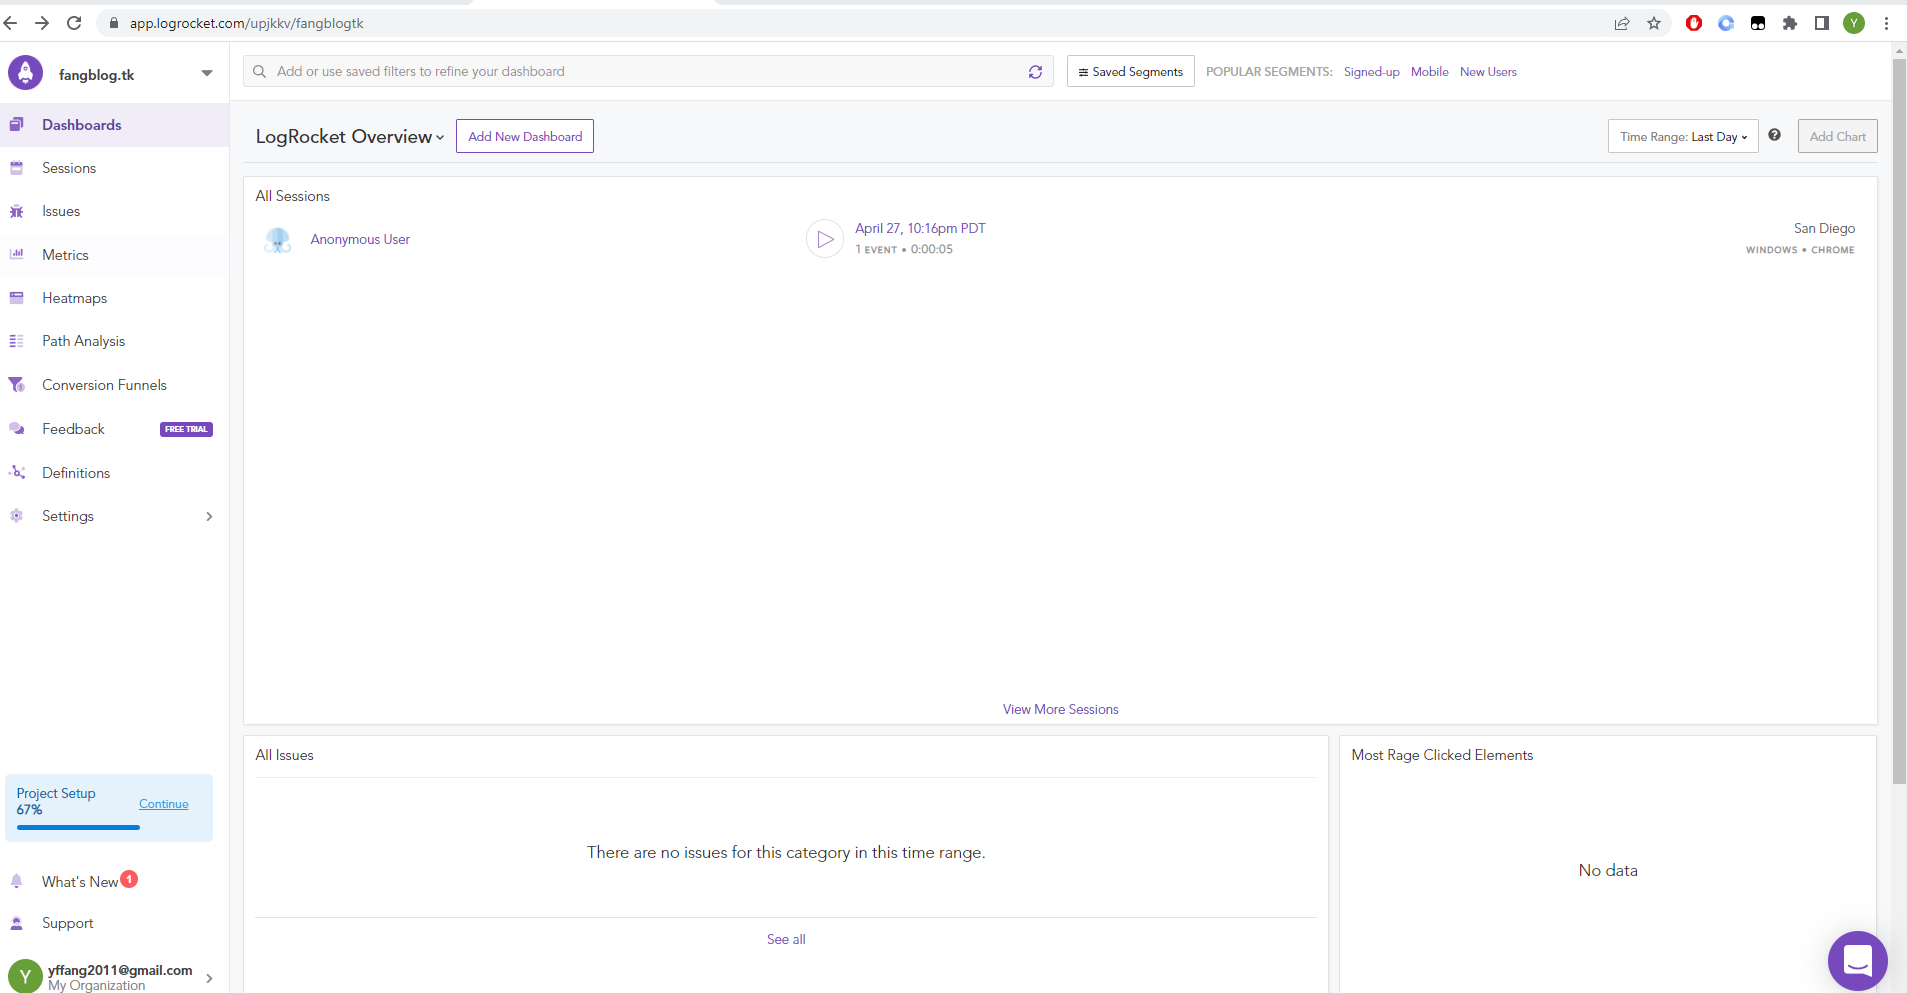 app.logrocket.com/upjkkv/fangblogtk
Y
fangblog.tk
Add or use saved filters to refine your dashboard
Saved Segments
POPULAR SEGMENTS: Signed-up Mobile New Users
Dashboards
Sessions
Issues
Metrics
Heatmaps
Path Analysis
Conversion Funnels
Feedback FREE TRIAL
Definitions
Settings
LogRocket Overview
Add New Dashboard
Time Range: Last Day
?
Add Chart
All Sessions
Anonymous User
April 27, 10:16pm PDT
1 EVENT • 0:00:05
San Diego
WINDOWS • CHROME
View More Sessions
All Issues
There are no issues for this category in this time range.
See all
Most Rage Clicked Elements
No data
Project Setup
67%
Continue
What's New 1
Support
Y
yffang2011@gmail.com
My Organization